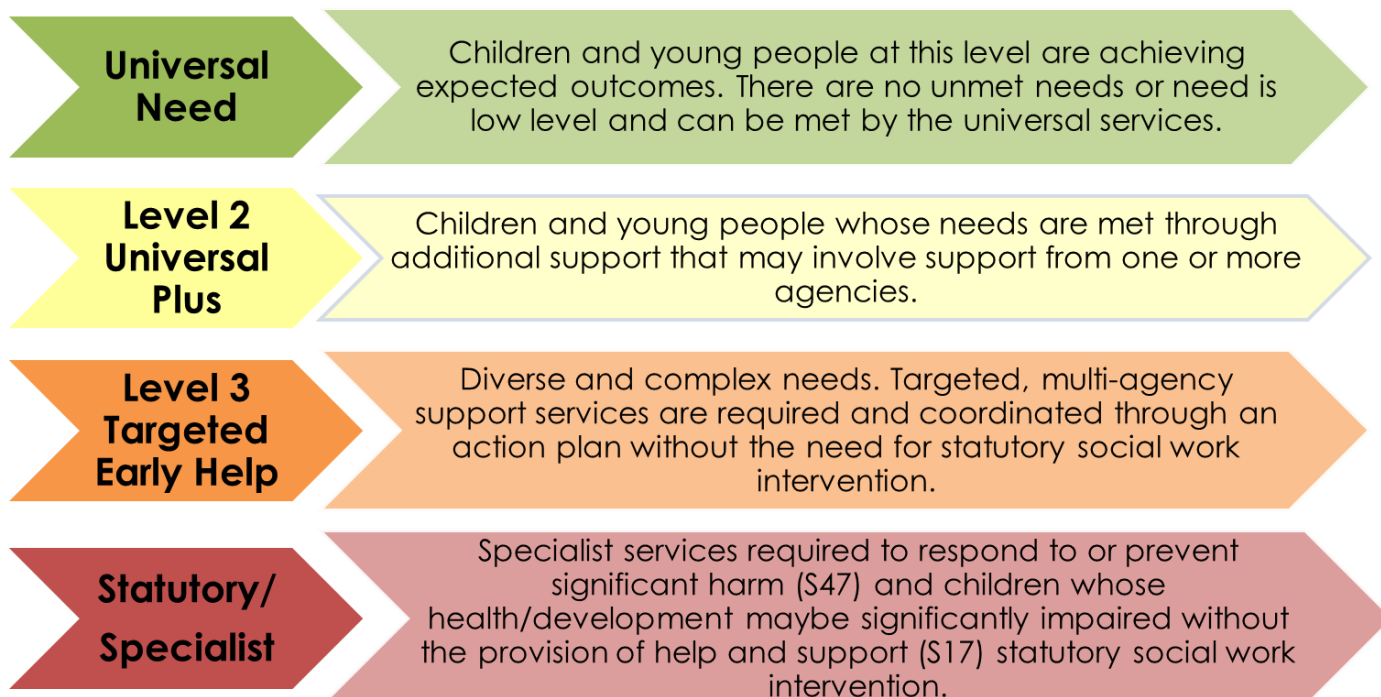 Universal
Need
Children and young people at this level are achieving
expected outcomes. There are no unmet needs or need is
low level and can be met by the universal services.
Level 2
Universal
Plus
Children and young people whose needs are met through
additional support that may involve support from one or more
agencies.
Level 3
Targeted
Early Help
Diverse and complex needs. Targeted, multi-agency
support services are required and coordinated through an
action plan without the need for statutory social work
intervention.
Statutory/
Specialist
Specialist services required to respond to or prevent
significant harm (S47) and children whose
health/development maybe significantly impaired without
the provision of help and support (S17) statutory social work
intervention.